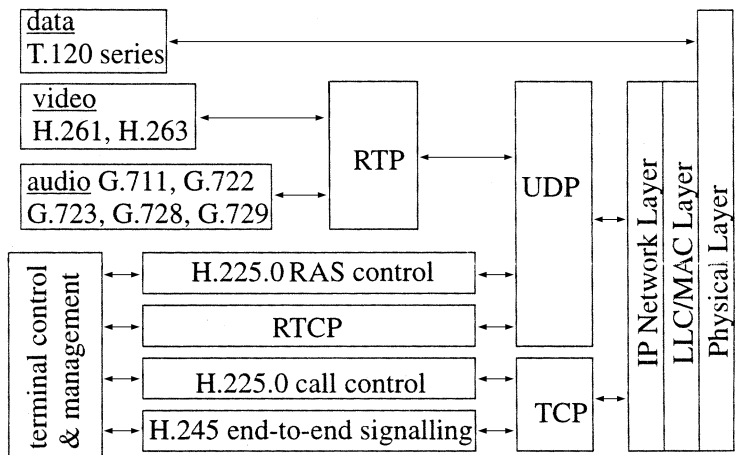 data
T.120 series
video
H.261, H.263
audio G.711, G.722
G.723, G.728, G.729
RTP
UDP
H.225.0 RAS control
RTCP
H.225.0 call control
H.245 end-to-end signalling
TCP
terminal control
& management
IP Network Layer
LLC/MAC Layer
Physical Layer